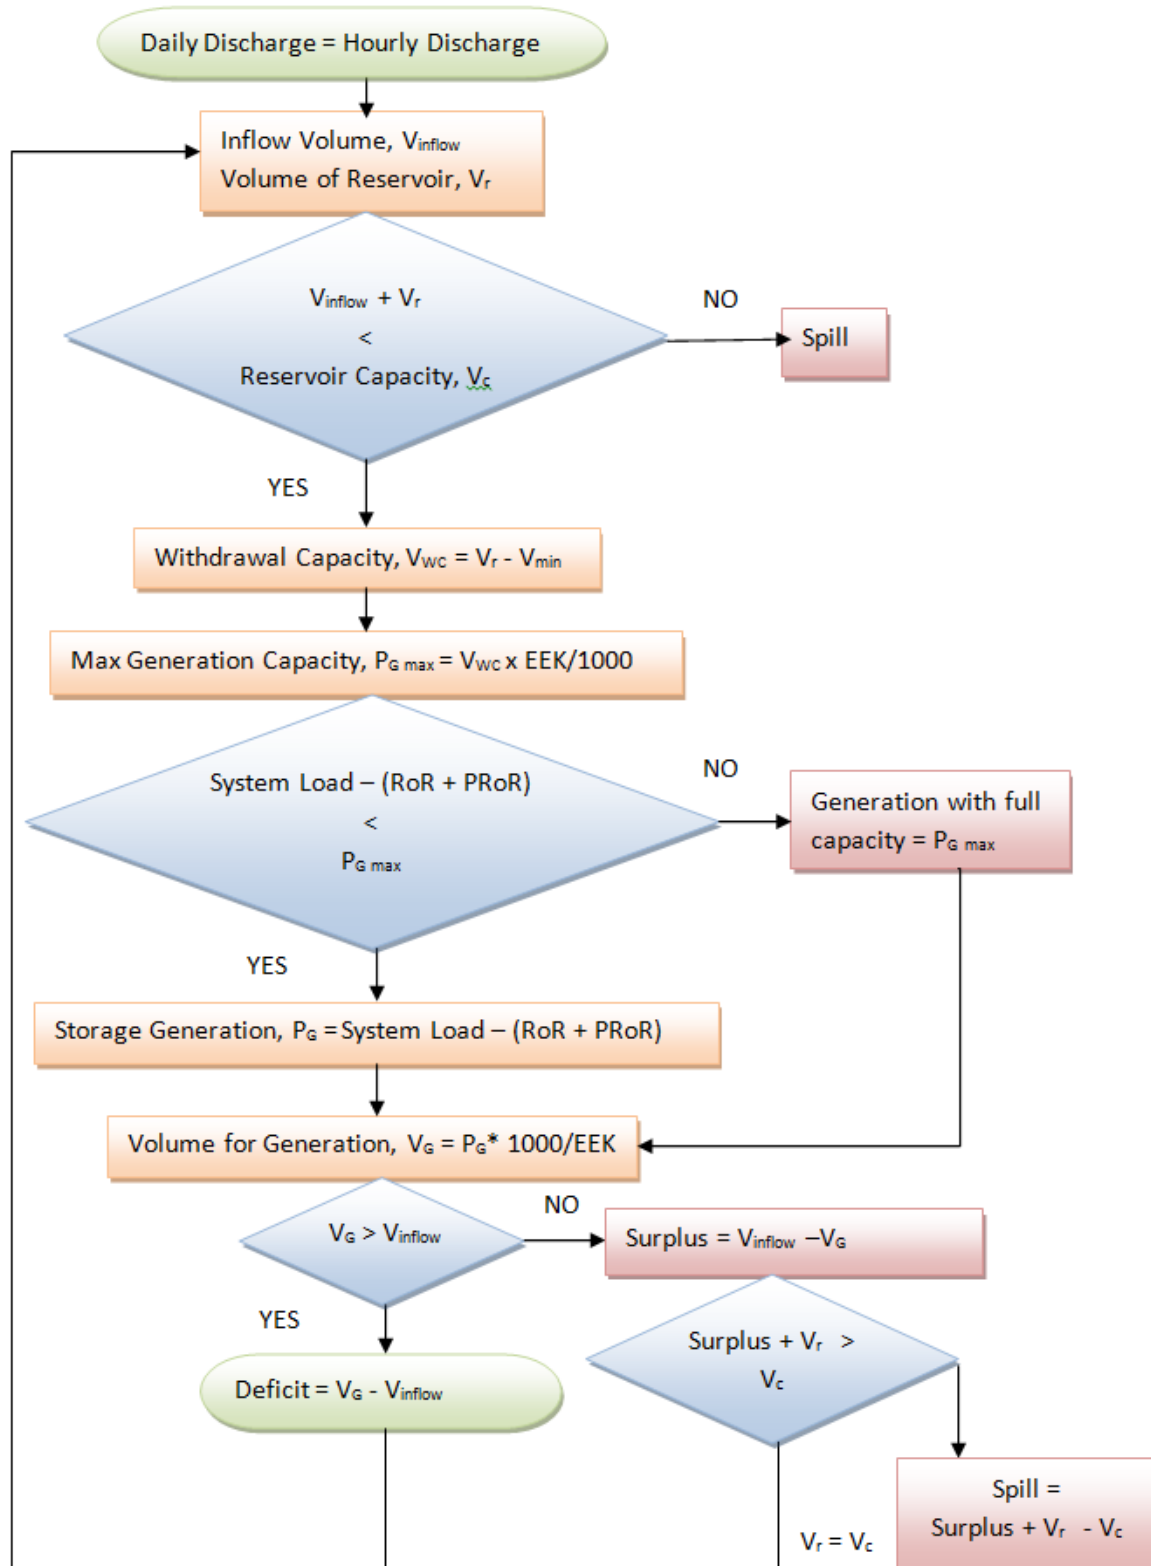 Daily Discharge = Hourly Discharge
Inflow Volume, Vinflow
Volume of Reservoir, Vr
Vinflow + Vr
<
Reservoir Capacity, Vc
NO
Spill
YES
Withdrawal Capacity, VWC = Vr - Vmin
Max Generation Capacity, PG max = VWC x EEK/1000
System Load – (RoR + PRoR)
<
PG max
NO
Generation with full
capacity = PG max
YES
Storage Generation, PG = System Load – (RoR + PRoR)
Volume for Generation, VG = PG* 1000/EEK
VG > Vinflow
NO
Surplus = Vinflow –VG
YES
Deficit = VG - Vinflow
Surplus + Vr >
Vc
Spill =
Surplus + Vr - Vc
Vr = Vc